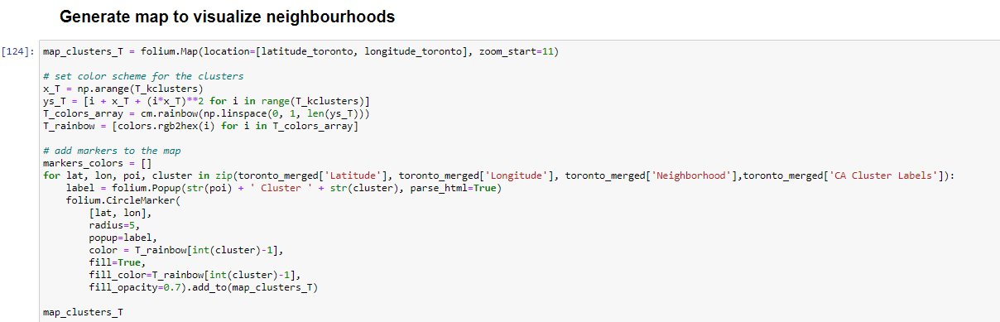 Generate map to visualize neighbourhoods
[124]: map_clusters_T = folium.Map(location=[latitude_toronto, longitude_toronto], zoom_start=11)
# set color scheme for the clusters
x_T = np.arange(T_kclusters)
ys_T = [i + x_T + (i*x_T)**2 for i in range(T_kclusters)]
T_colors_array = cm.rainbow(np.linspace(0, 1, len(ys_T)))
T_rainbow = [colors.rgb2hex(i) for i in T_colors_array]
# add markers to the map
markers_colors = []
for lat, lon, poi, cluster in zip(toronto_merged['Latitude'], toronto_merged['Longitude'], toronto_merged['Neighborhood'],toronto_merged['CA Cluster Labels']):
    label = folium.Popup(str(poi) + ' Cluster ' + str(cluster), parse_html=True)
    folium.CircleMarker(
        [lat, lon],
        radius=5,
        popup=label,
        color = T_rainbow[int(cluster)-1],
        fill=True,
        fill_color=T_rainbow[int(cluster)-1],
        fill_opacity=0.7).add_to(map_clusters_T)
map_clusters_T